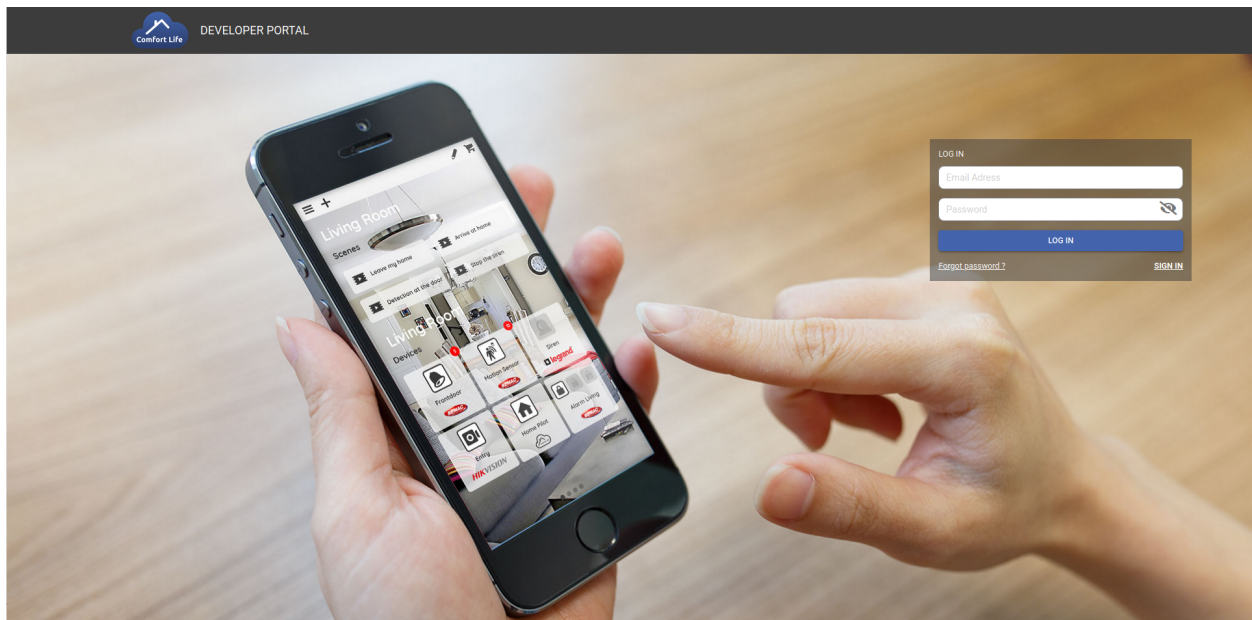 Comfort Life
DEVELOPER PORTAL
LOG IN
Email Adress
Password
LOG IN
Forgot password ?
SIGN IN
Living Room
Scenes
Leave my home
Arrive at home
Detection at the door
Stop the siren
Living Room
Devices
Frontdoor
Motion Sensor
Siren
legrand
Entry
HIKVISION
Home Pilot
Alarm Living